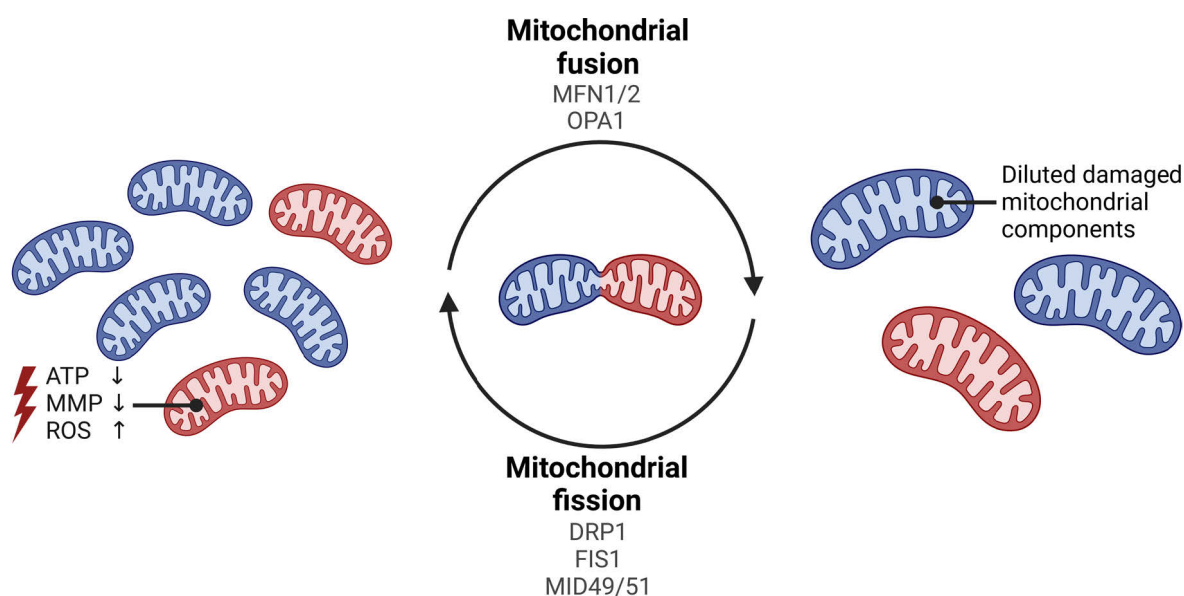 Mitochondrial
fusion
MFN1/2
OPA1
Diluted damaged
mitochondrial
components
ATP ↓
MMP ↓
ROS ↑
Mitochondrial
fission
DRP1
FIS1
MID49/51